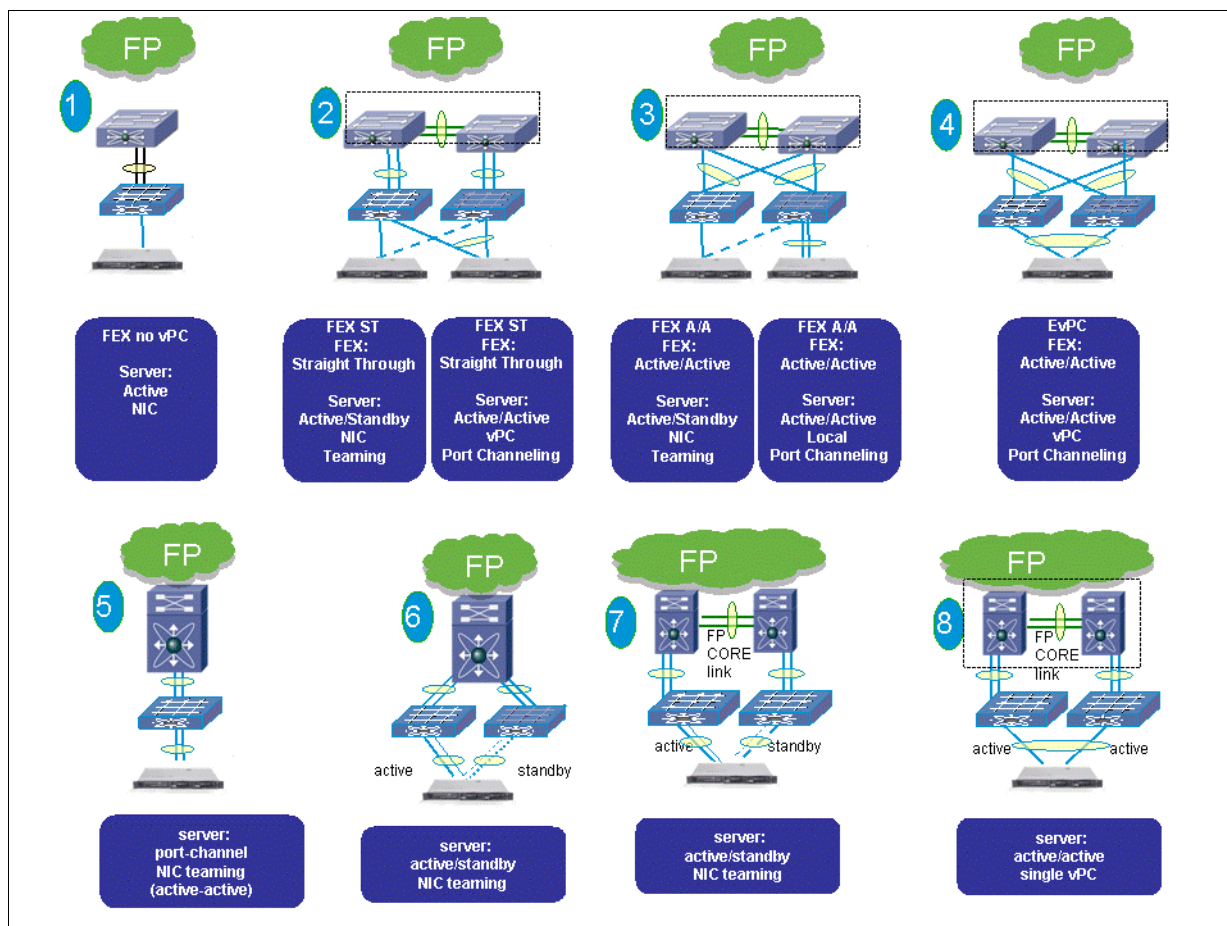 FP
FP
FP
FP
1
2
3
4
FEX no vPC
Server:
Active
NIC
FEX ST
FEX:
Straight Through
Server:
Active/Standby
NIC
Teaming
FEX ST
FEX:
Straight Through
Server:
Active/Active
vPC
Port Channeling
FEX A/A
FEX:
Active/Active
Server:
Active/Standby
NIC
Teaming
FEX A/A
FEX:
Active/Active
Server:
Active/Active
Local
Port Channeling
EvPC
FEX:
Active/Active
Server:
Active/Active
vPC
Port Channeling
FP
FP
FP
FP
5
6
7
8
FP
CORE
link
FP
CORE
link
active
standby
active
standby
active
active
server:
port-channel
NIC teaming
(active-active)
server:
active/standby
NIC teaming
server:
active/standby
NIC teaming
server:
active/active
single vPC